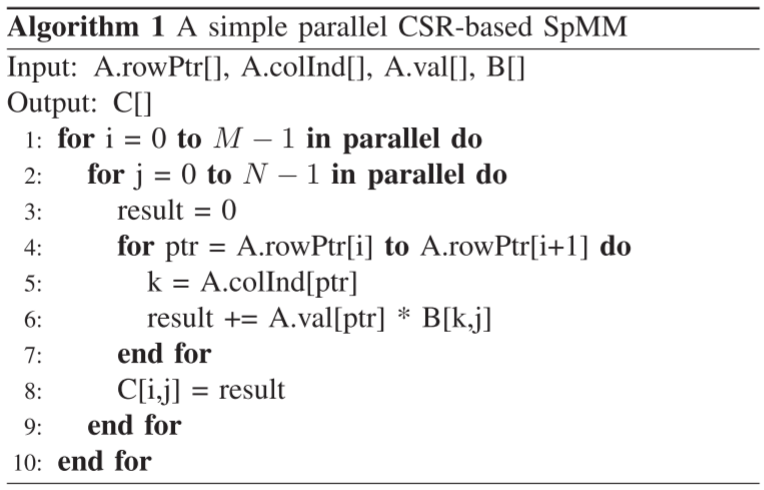 Algorithm 1 A simple parallel CSR-based SpMM
Input: A.rowPtr[], A.colInd[], A.val[], B[]
Output: C[]
1: for i = 0 to M − 1 in parallel do
2: for j = 0 to N − 1 in parallel do
3: result = 0
4: for ptr = A.rowPtr[i] to A.rowPtr[i+1] do
5: k = A.colInd[ptr]
6: result += A.val[ptr] * B[k,j]
7: end for
8: C[i,j] = result
9: end for
10: end for